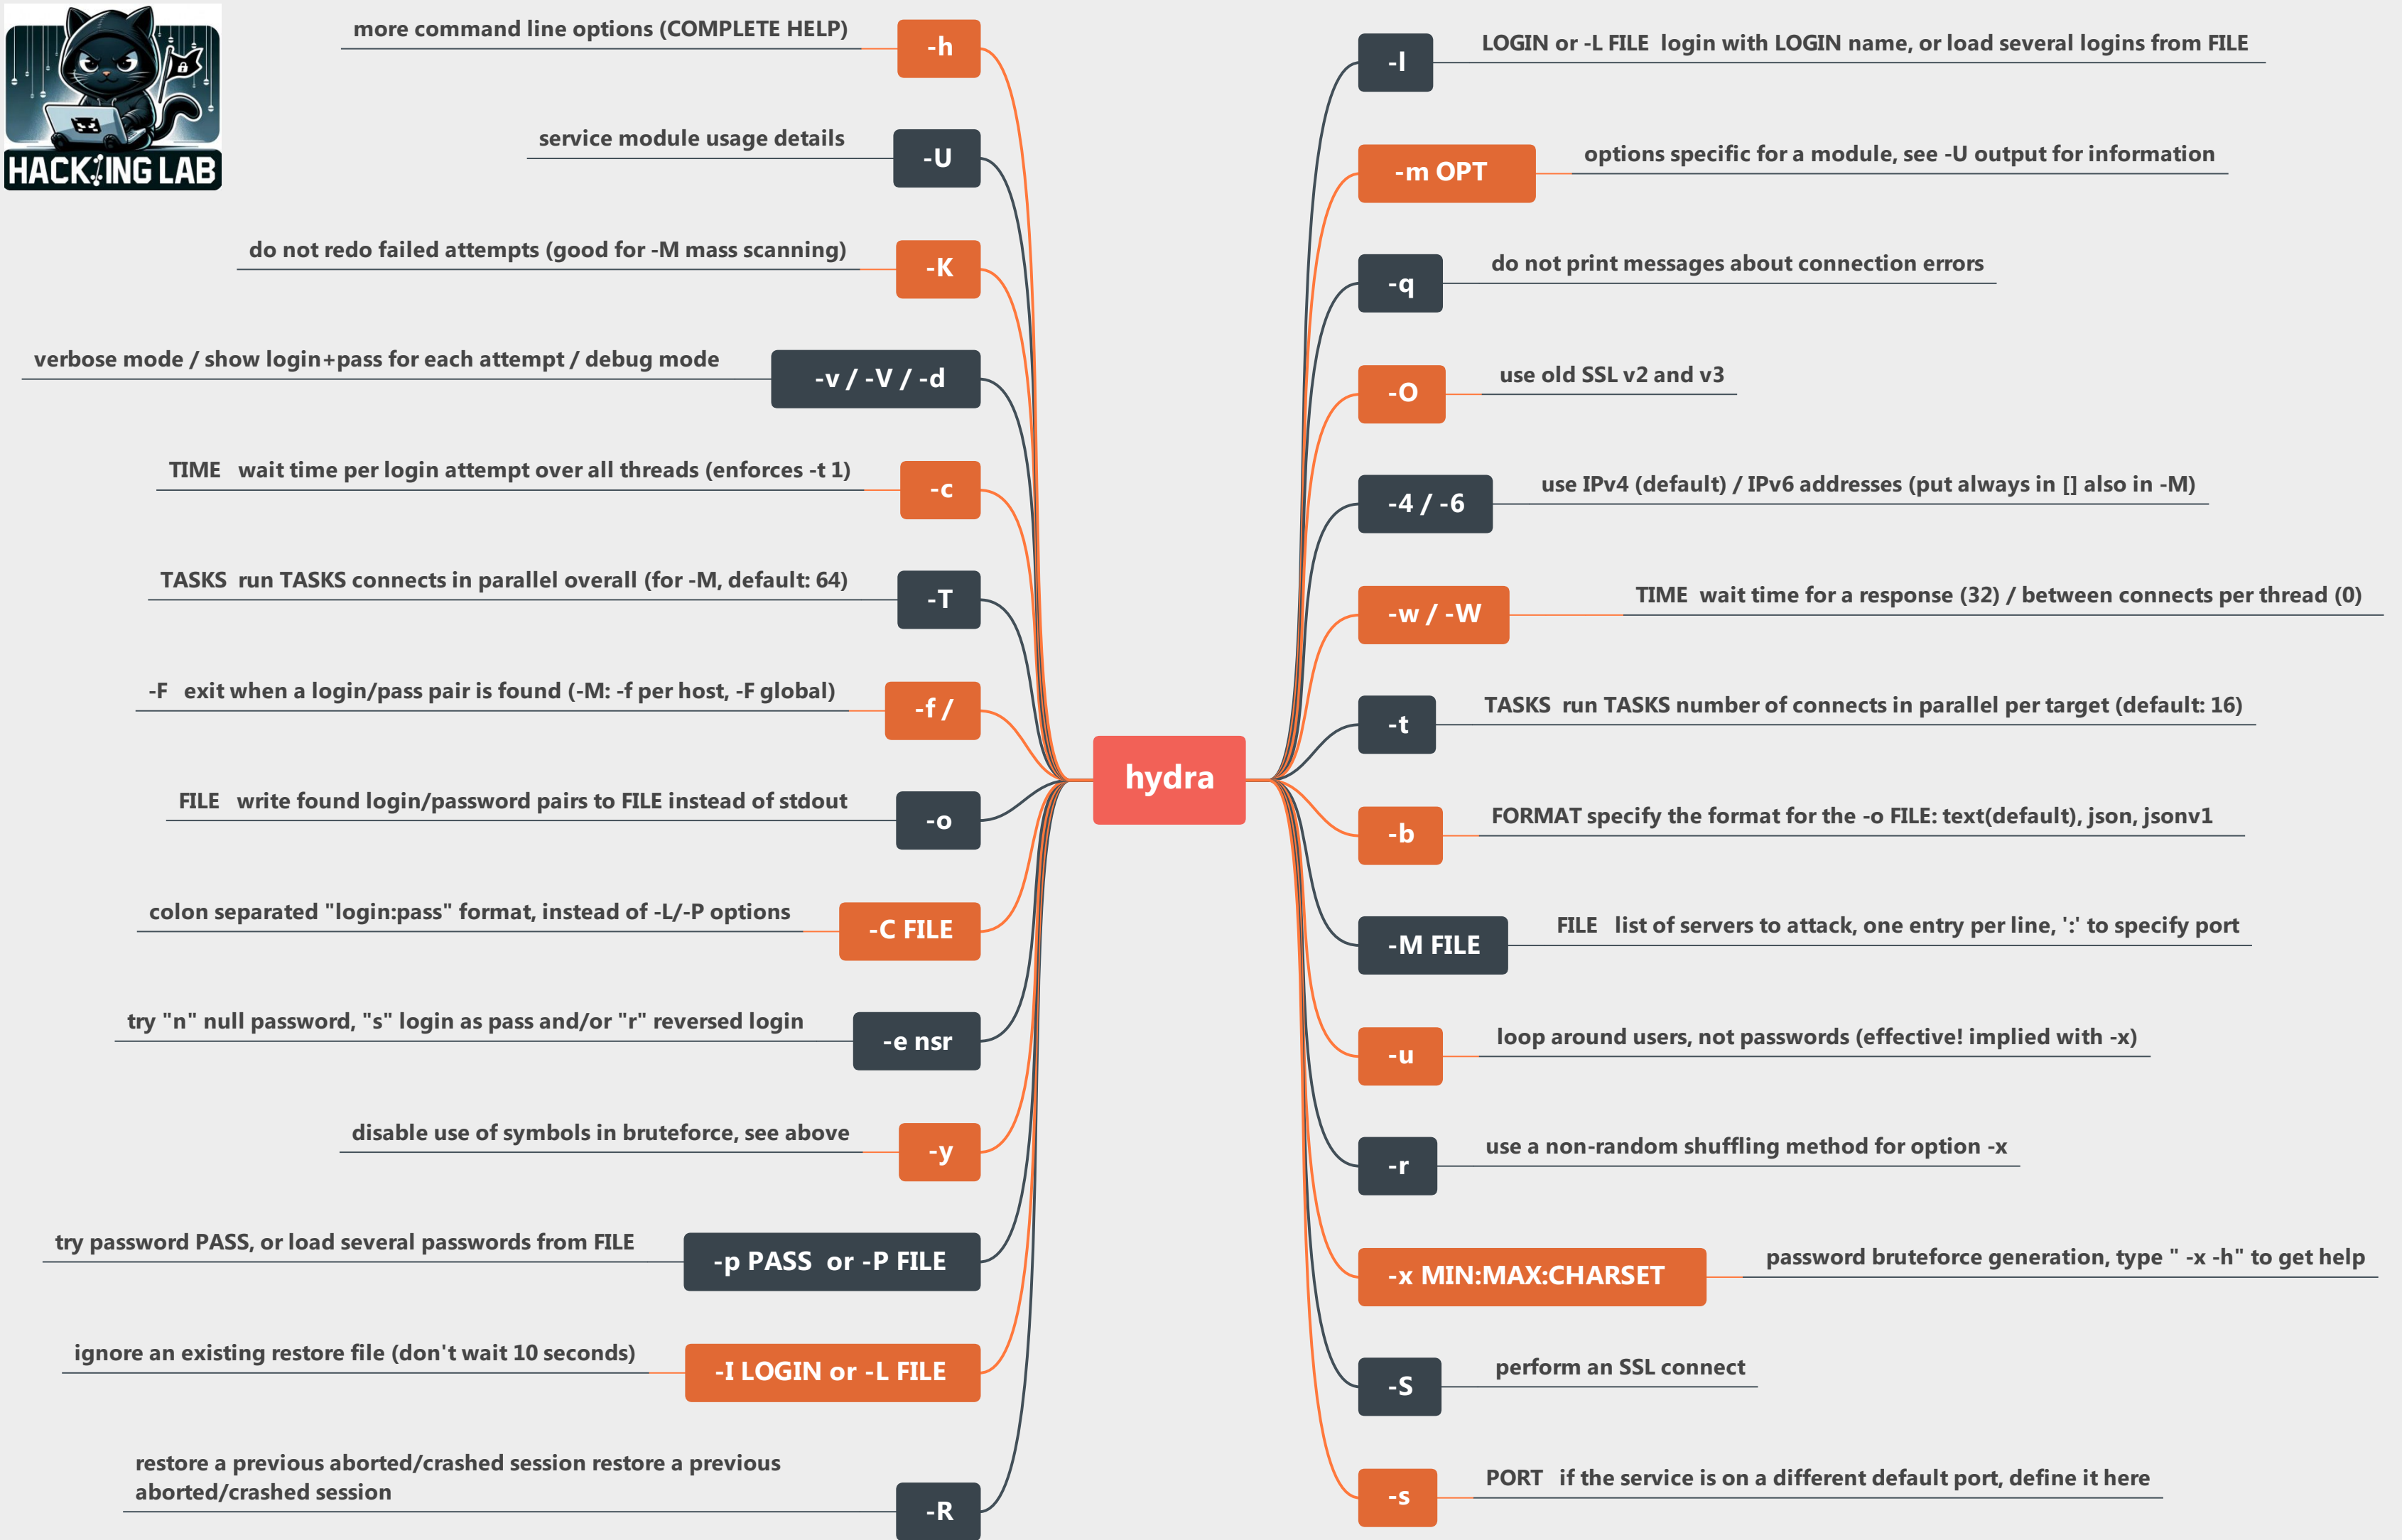 HACKING LAB
hydra
more command line options (COMPLETE HELP)
-h
service module usage details
-U
do not redo failed attempts (good for -M mass scanning)
-K
verbose mode / show login+pass for each attempt / debug mode
-v / -V / -d
TIME   wait time per login attempt over all threads (enforces -t 1)
-c
TASKS  run TASKS connects in parallel overall (for -M, default: 64)
-T
-F   exit when a login/pass pair is found (-M: -f per host, -F global)
-f /
FILE   write found login/password pairs to FILE instead of stdout
-o
colon separated "login:pass" format, instead of -L/-P options
-C FILE
try "n" null password, "s" login as pass and/or "r" reversed login
-e nsr
disable use of symbols in bruteforce, see above
-y
try password PASS, or load several passwords from FILE
-p PASS  or -P FILE
ignore an existing restore file (don't wait 10 seconds)
-I LOGIN or -L FILE
restore a previous aborted/crashed session restore a previous
aborted/crashed session
-R
-l
LOGIN or -L FILE  login with LOGIN name, or load several logins from FILE
-m OPT
options specific for a module, see -U output for information
-q
do not print messages about connection errors
-O
use old SSL v2 and v3
-4 / -6
use IPv4 (default) / IPv6 addresses (put always in [] also in -M)
-w / -W
TIME  wait time for a response (32) / between connects per thread (0)
-t
TASKS  run TASKS number of connects in parallel per target (default: 16)
-b
FORMAT specify the format for the -o FILE: text(default), json, jsonv1
-M FILE
FILE   list of servers to attack, one entry per line, ':' to specify port
-u
loop around users, not passwords (effective! implied with -x)
-r
use a non-random shuffling method for option -x
-x MIN:MAX:CHARSET
password bruteforce generation, type " -x -h" to get help
-S
perform an SSL connect
-s
PORT   if the service is on a different default port, define it here